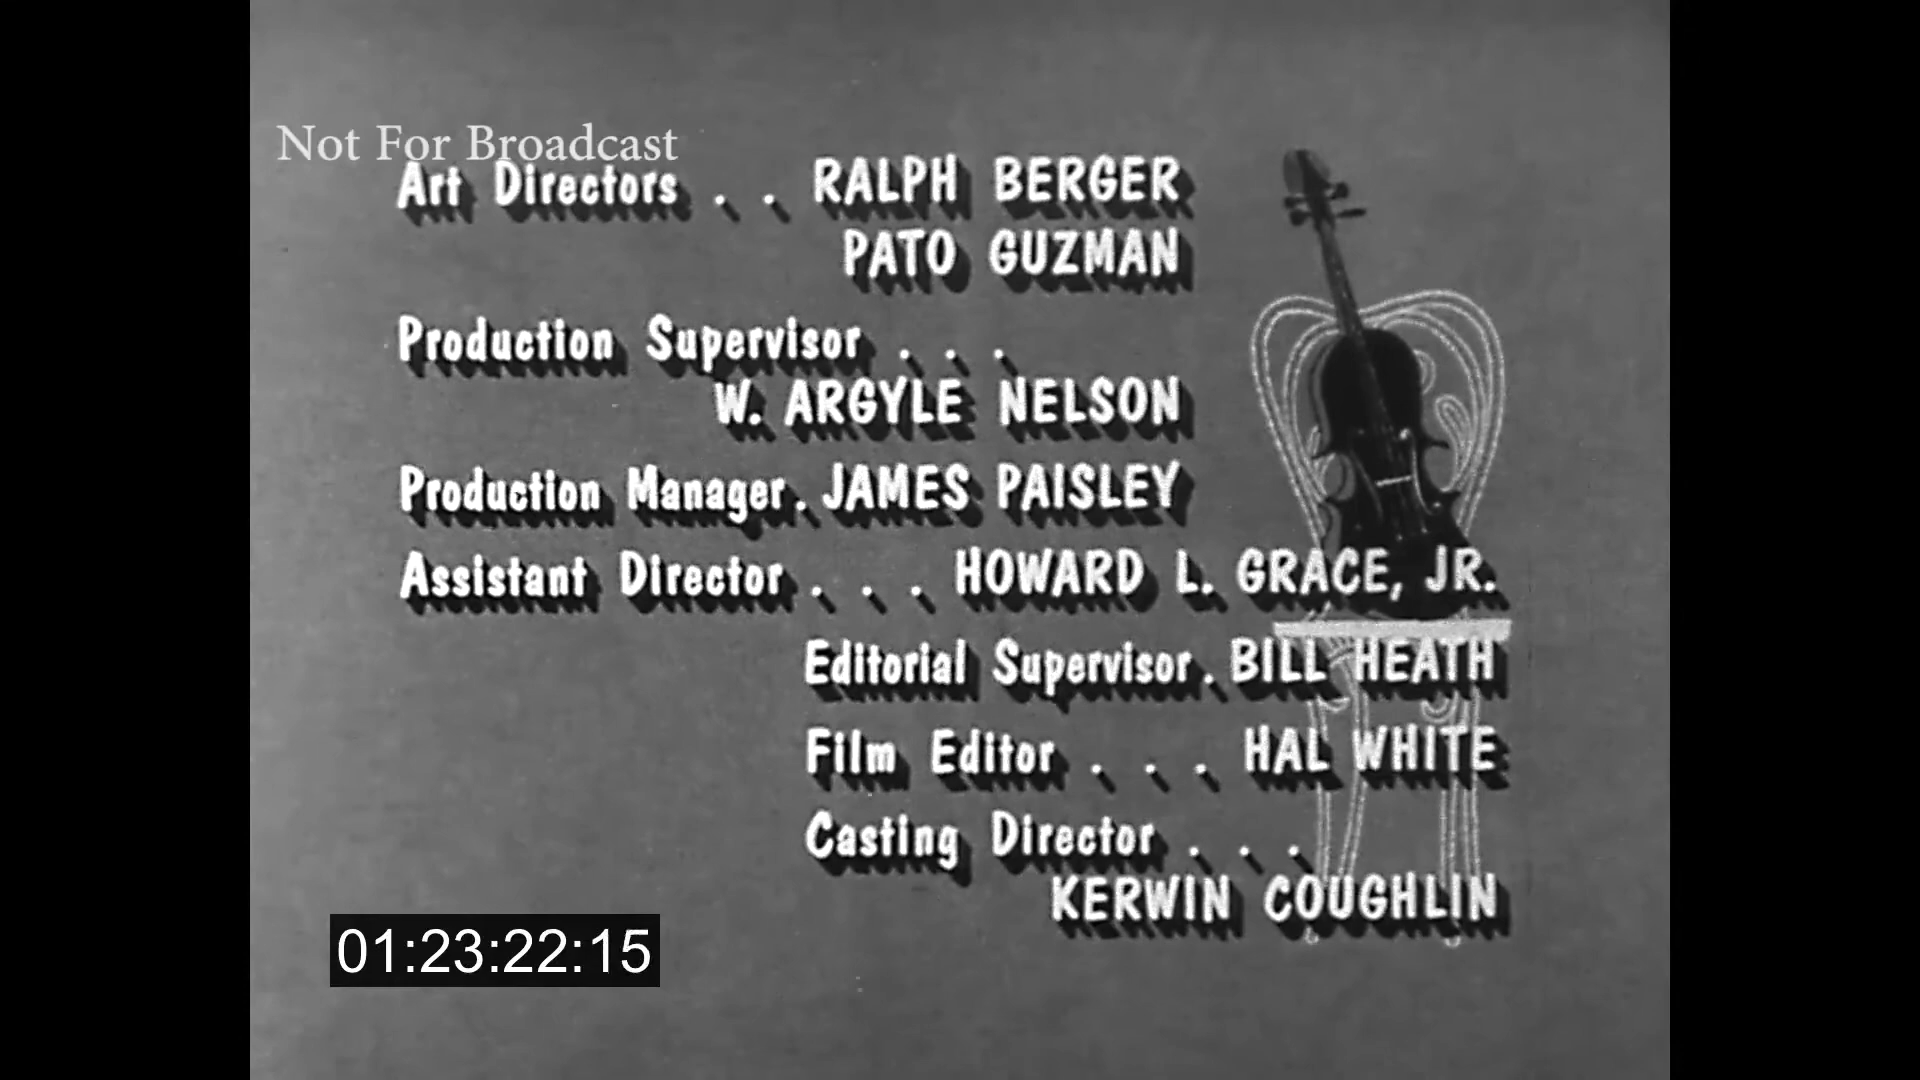 Not For Broadcast
Art Directors . . RALPH BERGER
PATO GUZMAN
Production Supervisor . . .
W. ARGYLE NELSON
Production Manager. JAMES PAISLEY
Assistant Director . . . HOWARD L. GRACE, JR.
Editorial Supervisor. BILL HEATH
Film Editor . . . HAL WHITE
Casting Director . . .
KERWIN COUGHLIN
01:23:22:15